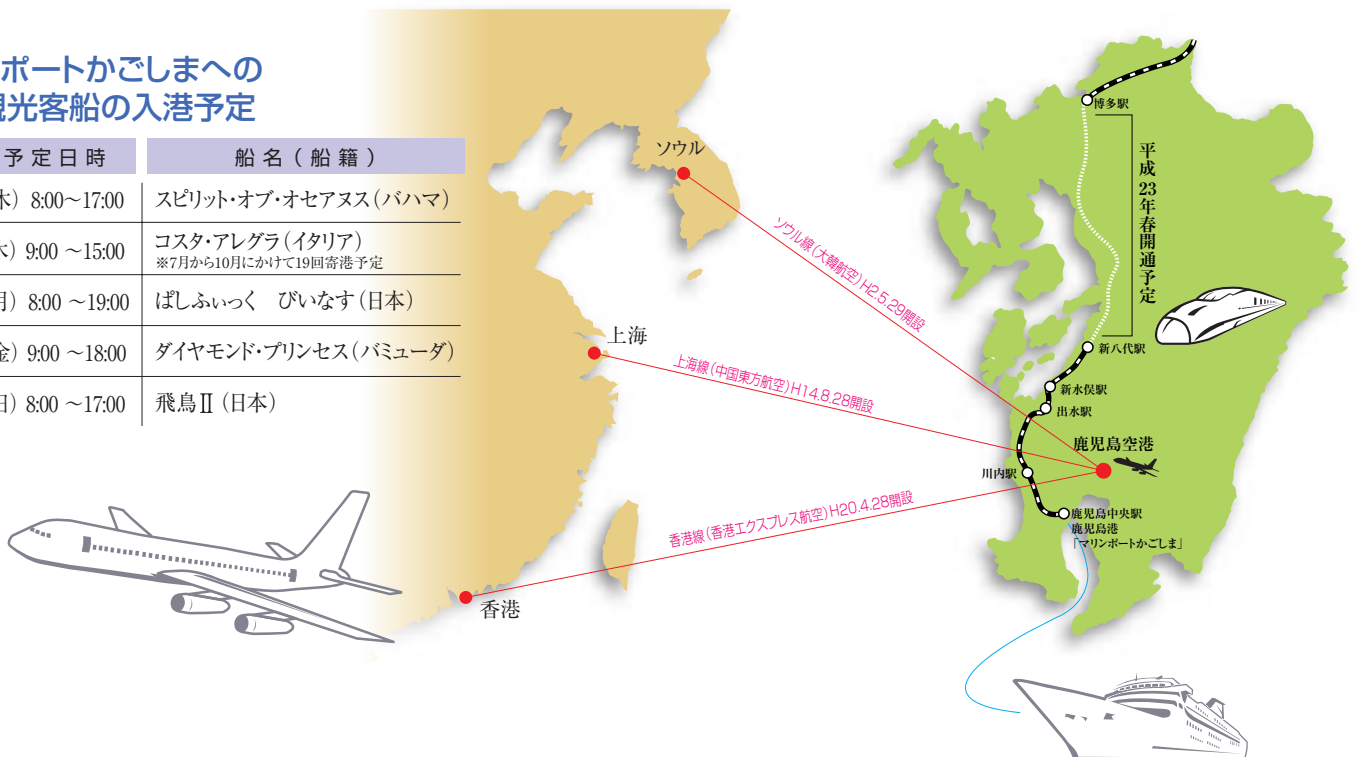 ポートかごしまへの
観光客船の入港予定
予定日時 船名(船籍)
木) 8:00～17:00 スピリット・オブ・オセアヌス(バハマ)
9:00 ～15:00 コスタ・アレグラ(イタリア)
※7月から10月にかけて19回寄港予定
月) 8:00 ～19:00 ぱしふぃっく びいなす(日本)
金) 9:00 ～18:00 ダイヤモンド・プリンセス(バミューダ)
日) 8:00 ～17:00 飛鳥Ⅱ(日本)
ソウル
上海
香港
ソウル線(大韓航空)H2.5.29開設
上海線(中国東方航空)H14.8.28開設
香港線(香港エクスプレス航空)H20.4.28開設
博多駅
平成23年春開通予定
新八代駅
新水俣駅
出水駅
鹿児島空港
川内駅
鹿児島中央駅
鹿児島港
「マリンポートかごしま」